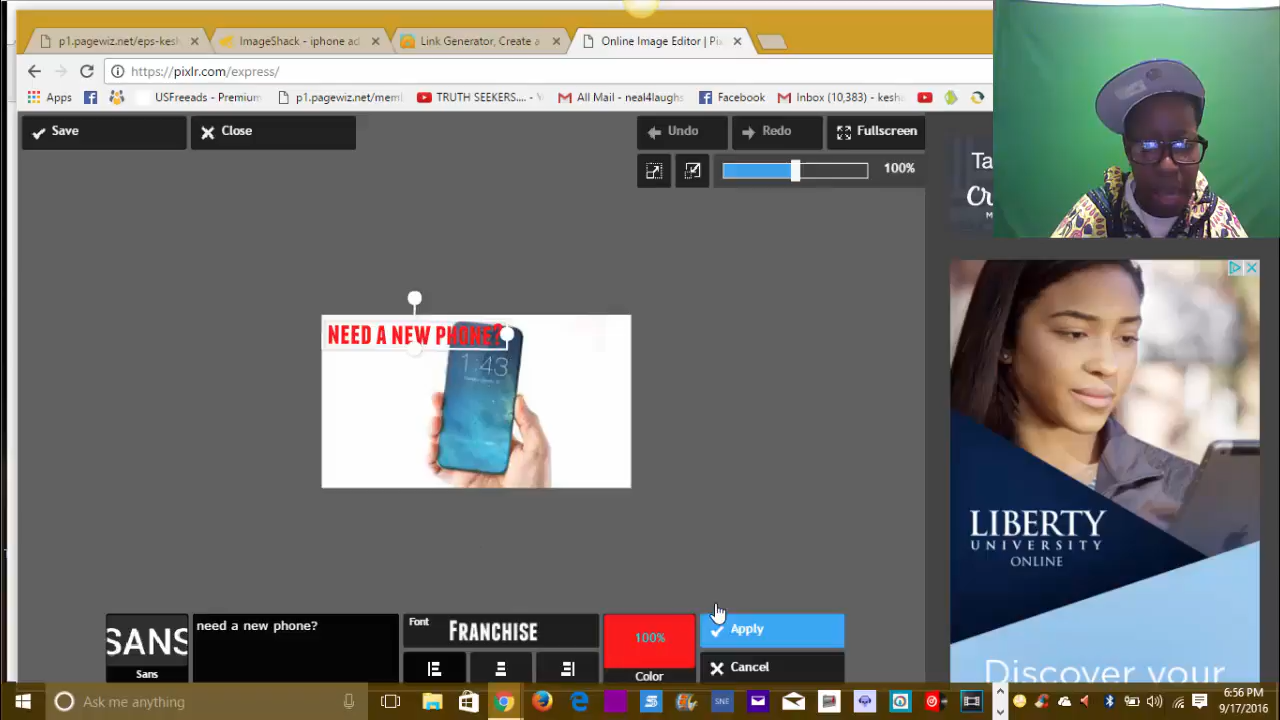 p1.pagewiz.net/eps-kesh
ImageShack - iphone ad
Link Generator, Create a
Online Image Editor | Pix
https://pixlr.com/express/
Apps
USFreeads - Premium
p1.pagewiz.net/mem
TRUTH SEEKERS....
All Mail - neal4laughs
Facebook
Inbox (10,383) - kesh
Save
Close
Undo
Redo
Fullscreen
100%
NEED A NEW PHONE?
1:43
SANS
Sans
need a new phone?
Font
FRANCHISE
100%
Color
Apply
Cancel
LIBERTY
UNIVERSITY
ONLINE
Discover your
Ask me anything
SNE
6:56 PM
9/17/2016